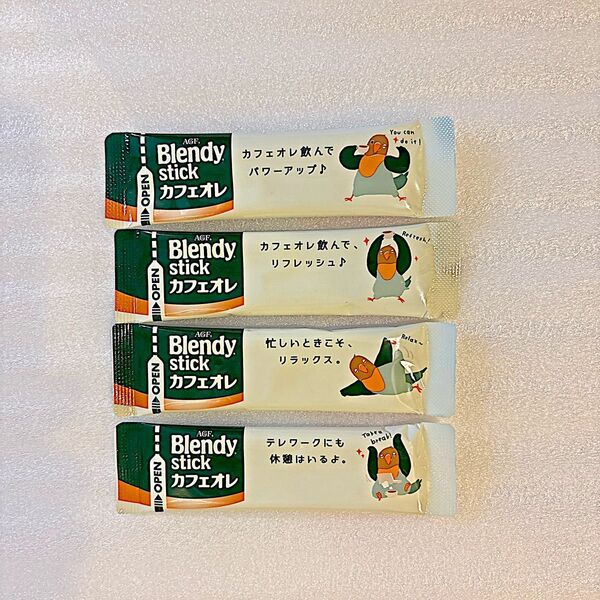 AGF
Blendy
stick
カフェオレ
OPEN
カフェオレ飲んで
パワーアップ♪
You can
do it!
AGF
Blendy
stick
カフェオレ
OPEN
カフェオレ飲んで、
リフレッシュ♪
Refresh!
AGF
Blendy
stick
カフェオレ
OPEN
忙しいときこそ、
リラックス。
Relax~
AGF
Blendy
stick
カフェオレ
OPEN
テレワークにも
休憩はいるよ。
Take a
break!